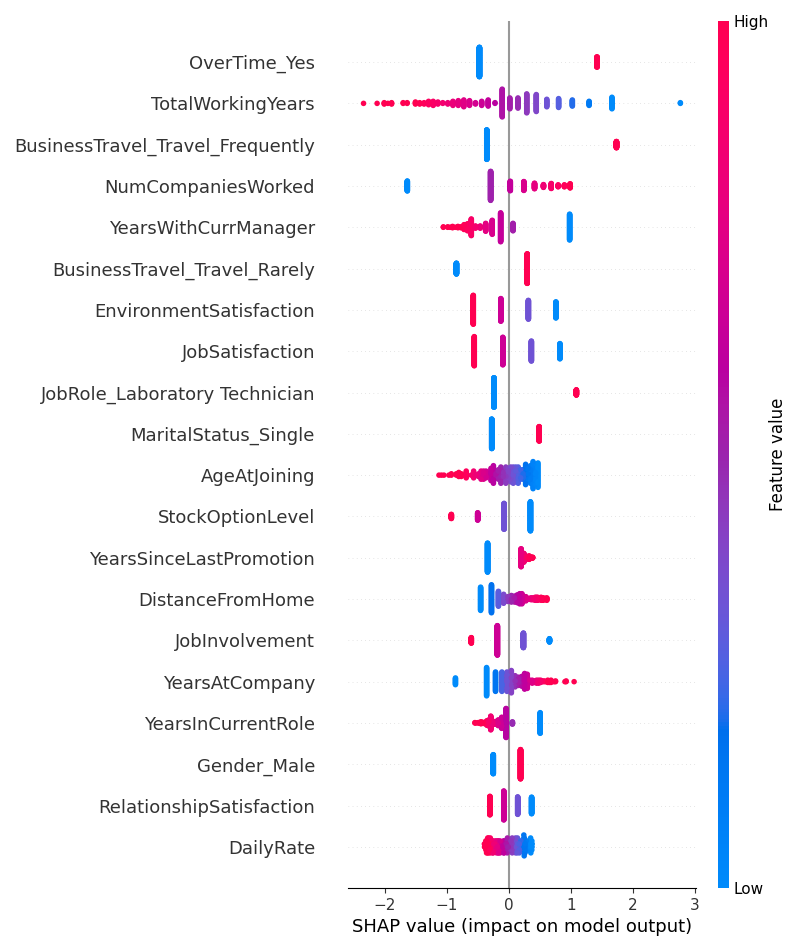 High
OverTime_Yes
TotalWorkingYears
BusinessTravel_Travel_Frequently
NumCompaniesWorked
YearsWithCurrManager
BusinessTravel_Travel_Rarely
EnvironmentSatisfaction
JobSatisfaction
JobRole_Laboratory Technician
MaritalStatus_Single
AgeAtJoining
StockOptionLevel
YearsSinceLastPromotion
DistanceFromHome
JobInvolvement
YearsAtCompany
YearsInCurrentRole
Gender_Male
RelationshipSatisfaction
DailyRate
Feature value
Low
−2 −1 0 1 2 3
SHAP value (impact on model output)